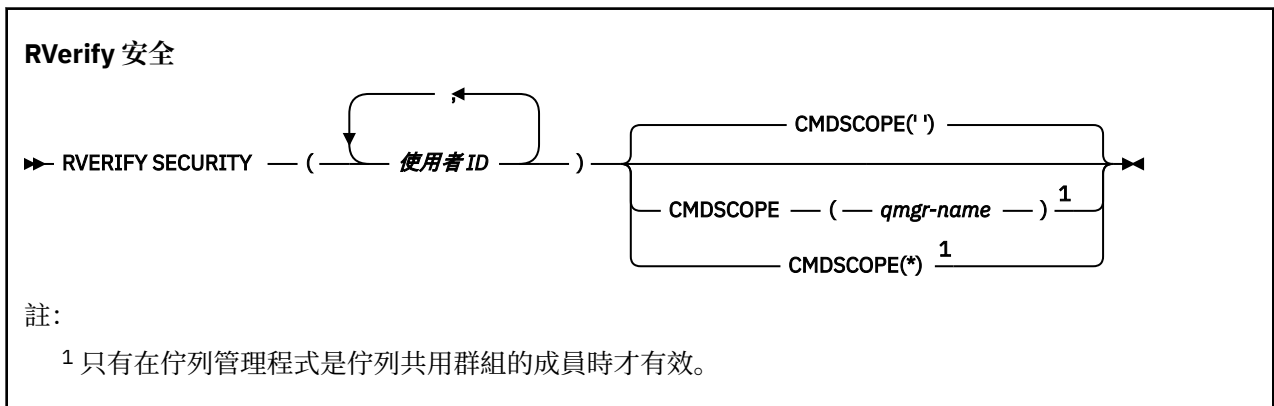 RVerify 安全
,
CMDSCOPE(' ')
RVERIFY SECURITY ( 使用者 ID )
CMDSCOPE ( qmgr-name ) 1
CMDSCOPE(*) 1
註：
1 只有在佇列管理程式是佇列共用群組的成員時才有效。